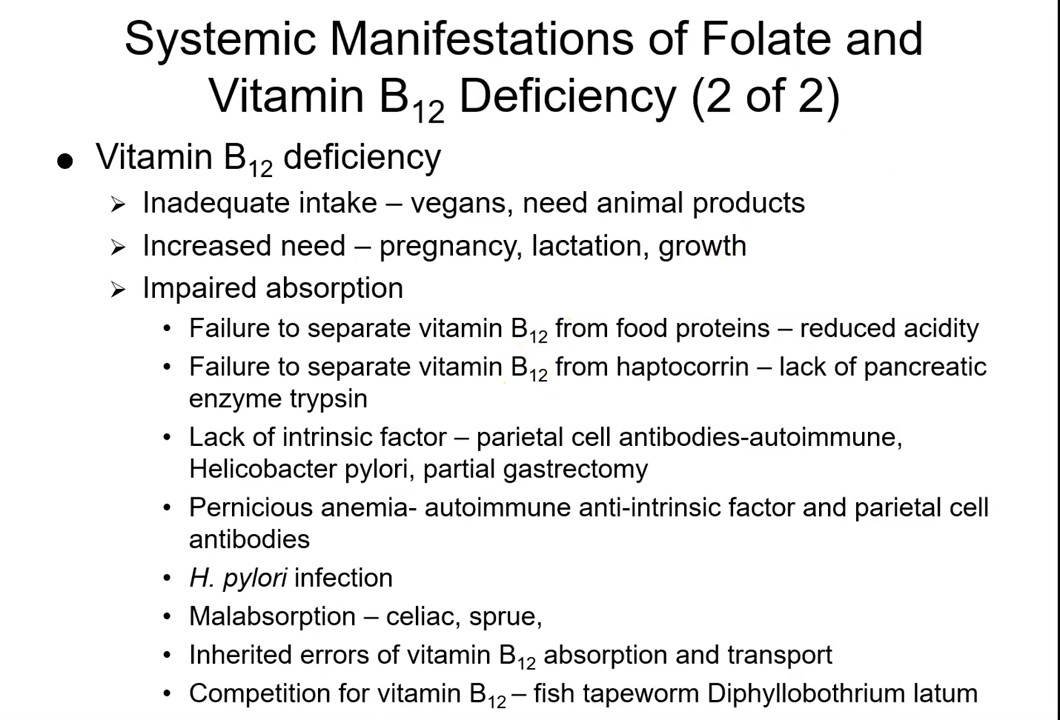 Systemic Manifestations of Folate and
Vitamin B12 Deficiency (2 of 2)
● Vitamin B12 deficiency
➢ Inadequate intake – vegans, need animal products
➢ Increased need – pregnancy, lactation, growth
➢ Impaired absorption
• Failure to separate vitamin B12 from food proteins – reduced acidity
• Failure to separate vitamin B12 from haptocorrin – lack of pancreatic
enzyme trypsin
• Lack of intrinsic factor – parietal cell antibodies-autoimmune,
Helicobacter pylori, partial gastrectomy
• Pernicious anemia- autoimmune anti-intrinsic factor and parietal cell
antibodies
• H. pylori infection
• Malabsorption – celiac, sprue,
• Inherited errors of vitamin B12 absorption and transport
• Competition for vitamin B12 – fish tapeworm Diphyllobothrium latum